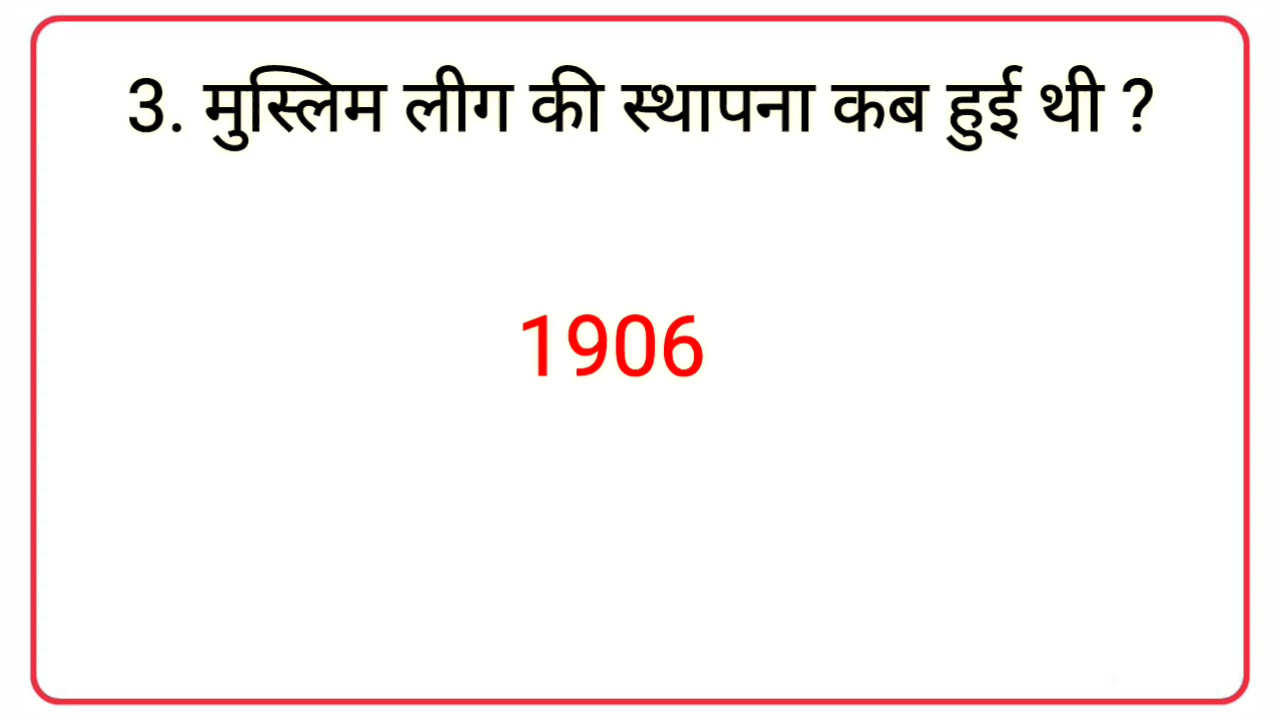 3. मुस्लिम लीग की स्थापना कब हुई थी ?
1906